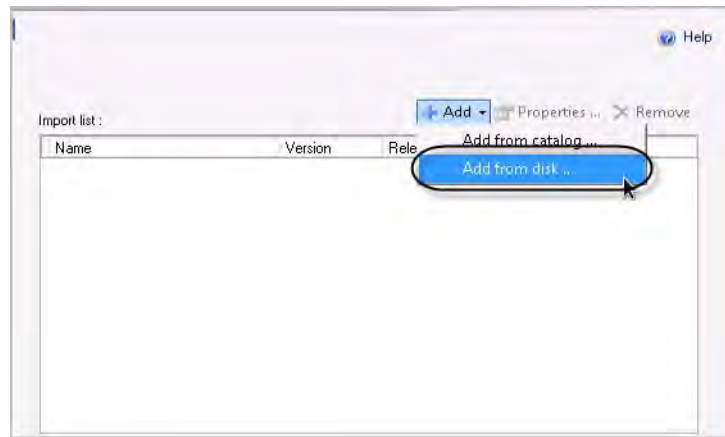 Help
Import list :
Add Properties ... Remove
Name Version Rele
Add from catalog ...
Add from disk ...